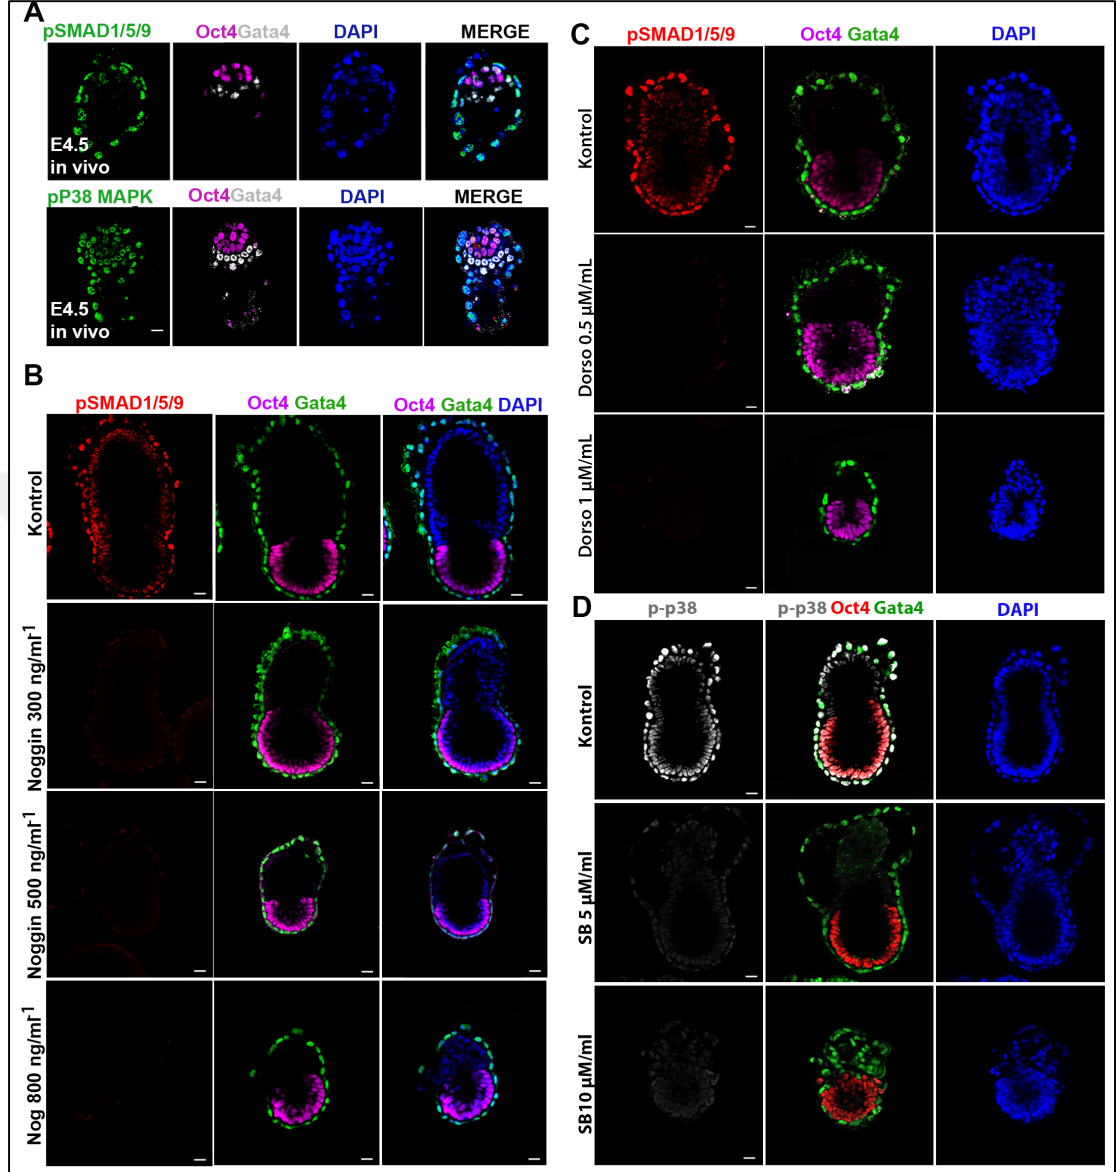 A
pSMAD1/5/9 Oct4Gata4 DAPI MERGE
E4.5
in vivo
pP38 MAPK Oct4Gata4 DAPI MERGE
E4.5
in vivo
B
pSMAD1/5/9 Oct4 Gata4 Oct4 Gata4 DAPI
Kontrol
Noggin 300 ng/ml-1
Noggin 500 ng/ml-1
Nog 800 ng/ml-1
C
pSMAD1/5/9 Oct4 Gata4 DAPI
Kontrol
Dorso 0.5 µM/mL
Dorso 1 µM/mL
D
p-p38 p-p38 Oct4 Gata4 DAPI
Kontrol
SB 5 µM/ml
SB10 µM/ml